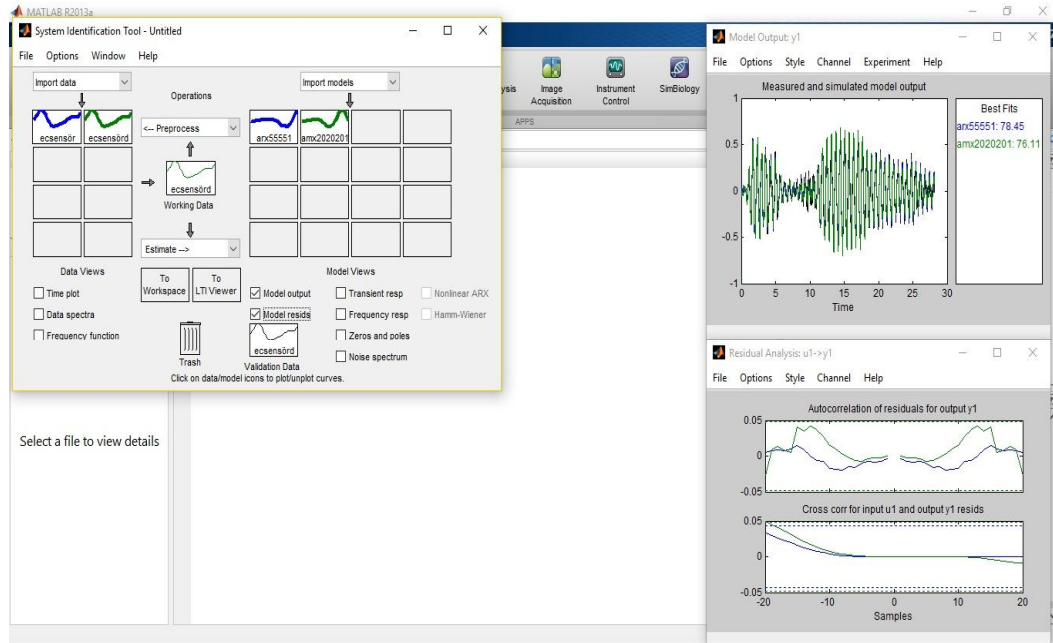 MATLAB R2013a
System Identification Tool - Untitled
File Options Window Help
Import data
Operations
Import models
ecsensör
ecsensörd
<-- Preprocess
arx55551
amx2020201
ecsensörd
Working Data
Estimate -->
Data Views
To Workspace
To LTI Viewer
Model Views
Time plot
Data spectra
Frequency function
Model output
Model resids
Transient resp
Frequency resp
Zeros and poles
Noise spectrum
Nonlinear ARX
Hamm-Wiener
Trash
ecsensörd
Validation Data
Click on data/model icons to plot/unplot curves.
Image Acquisition
Instrument Control
SimBiology
APPS
Select a file to view details
Model Output: y1
File Options Style Channel Experiment Help
Measured and simulated model output
1
0.5
0
-0.5
-1
0 5 10 15 20 25 30
Time
Best Fits
arx55551: 78.45
amx2020201: 76.11
Residual Analysis: u1->y1
File Options Style Channel Help
Autocorrelation of residuals for output y1
0.05
0
-0.05
Cross corr for input u1 and output y1 resids
0.05
0
-0.05
-20 -10 0 10 20
Samples